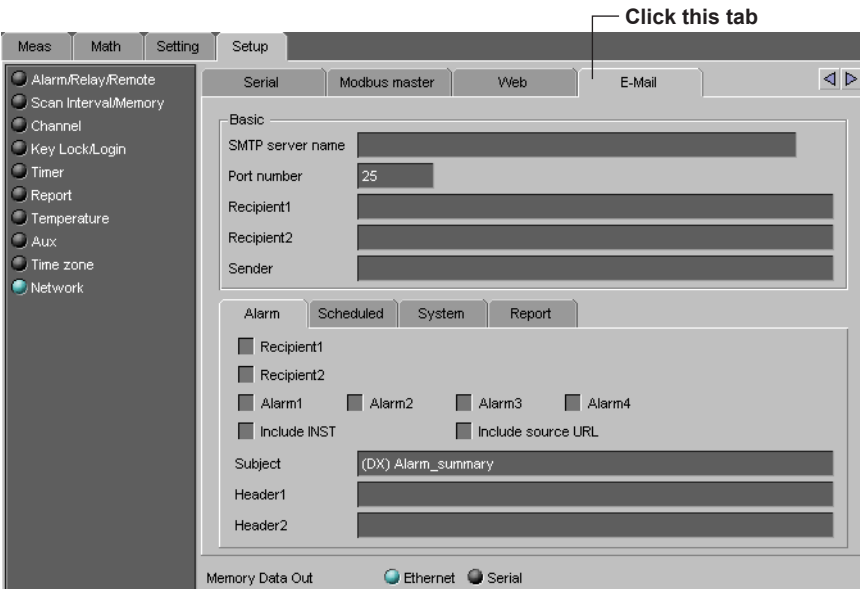 Click this tab
Meas Math Setting Setup
Alarm/Relay/Remote
Scan Interval/Memory
Channel
Key Lock/Login
Timer
Report
Temperature
Aux
Time zone
Network
Serial Modbus master Web E-Mail
Basic
SMTP server name
Port number 25
Recipient1
Recipient2
Sender
Alarm Scheduled System Report
Recipient1
Recipient2
Alarm1 Alarm2 Alarm3 Alarm4
Include INST Include source URL
Subject (DX) Alarm_summary
Header1
Header2
Memory Data Out Ethernet Serial